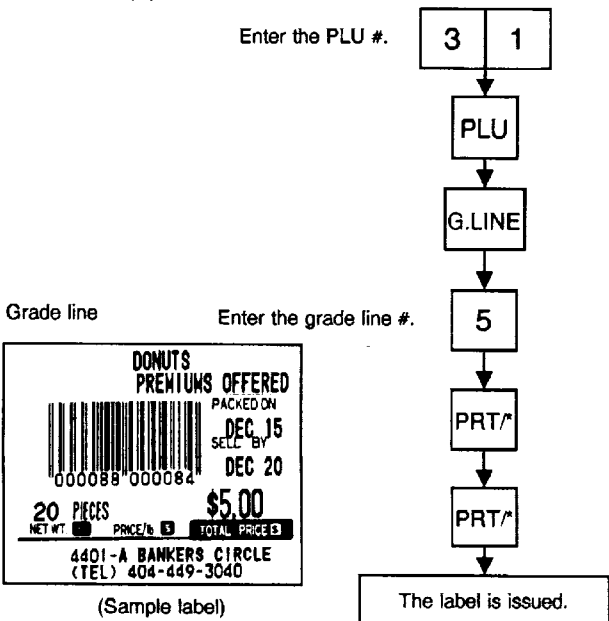 Enter the PLU #.
3 1
PLU
G.LINE
Grade line
Enter the grade line #.
5
DONUTS
PREMIUMS OFFERED
PACKED ON
DEC 15
SELL BY
DEC 20
000088 000084
20 PIECES
$5.00
NET WT. PRICE/lb $ TOTAL PRICE $
4401-A BANKERS CIRCLE
(TEL) 404-449-3040
(Sample label)
PRT/*
PRT/*
The label is issued.